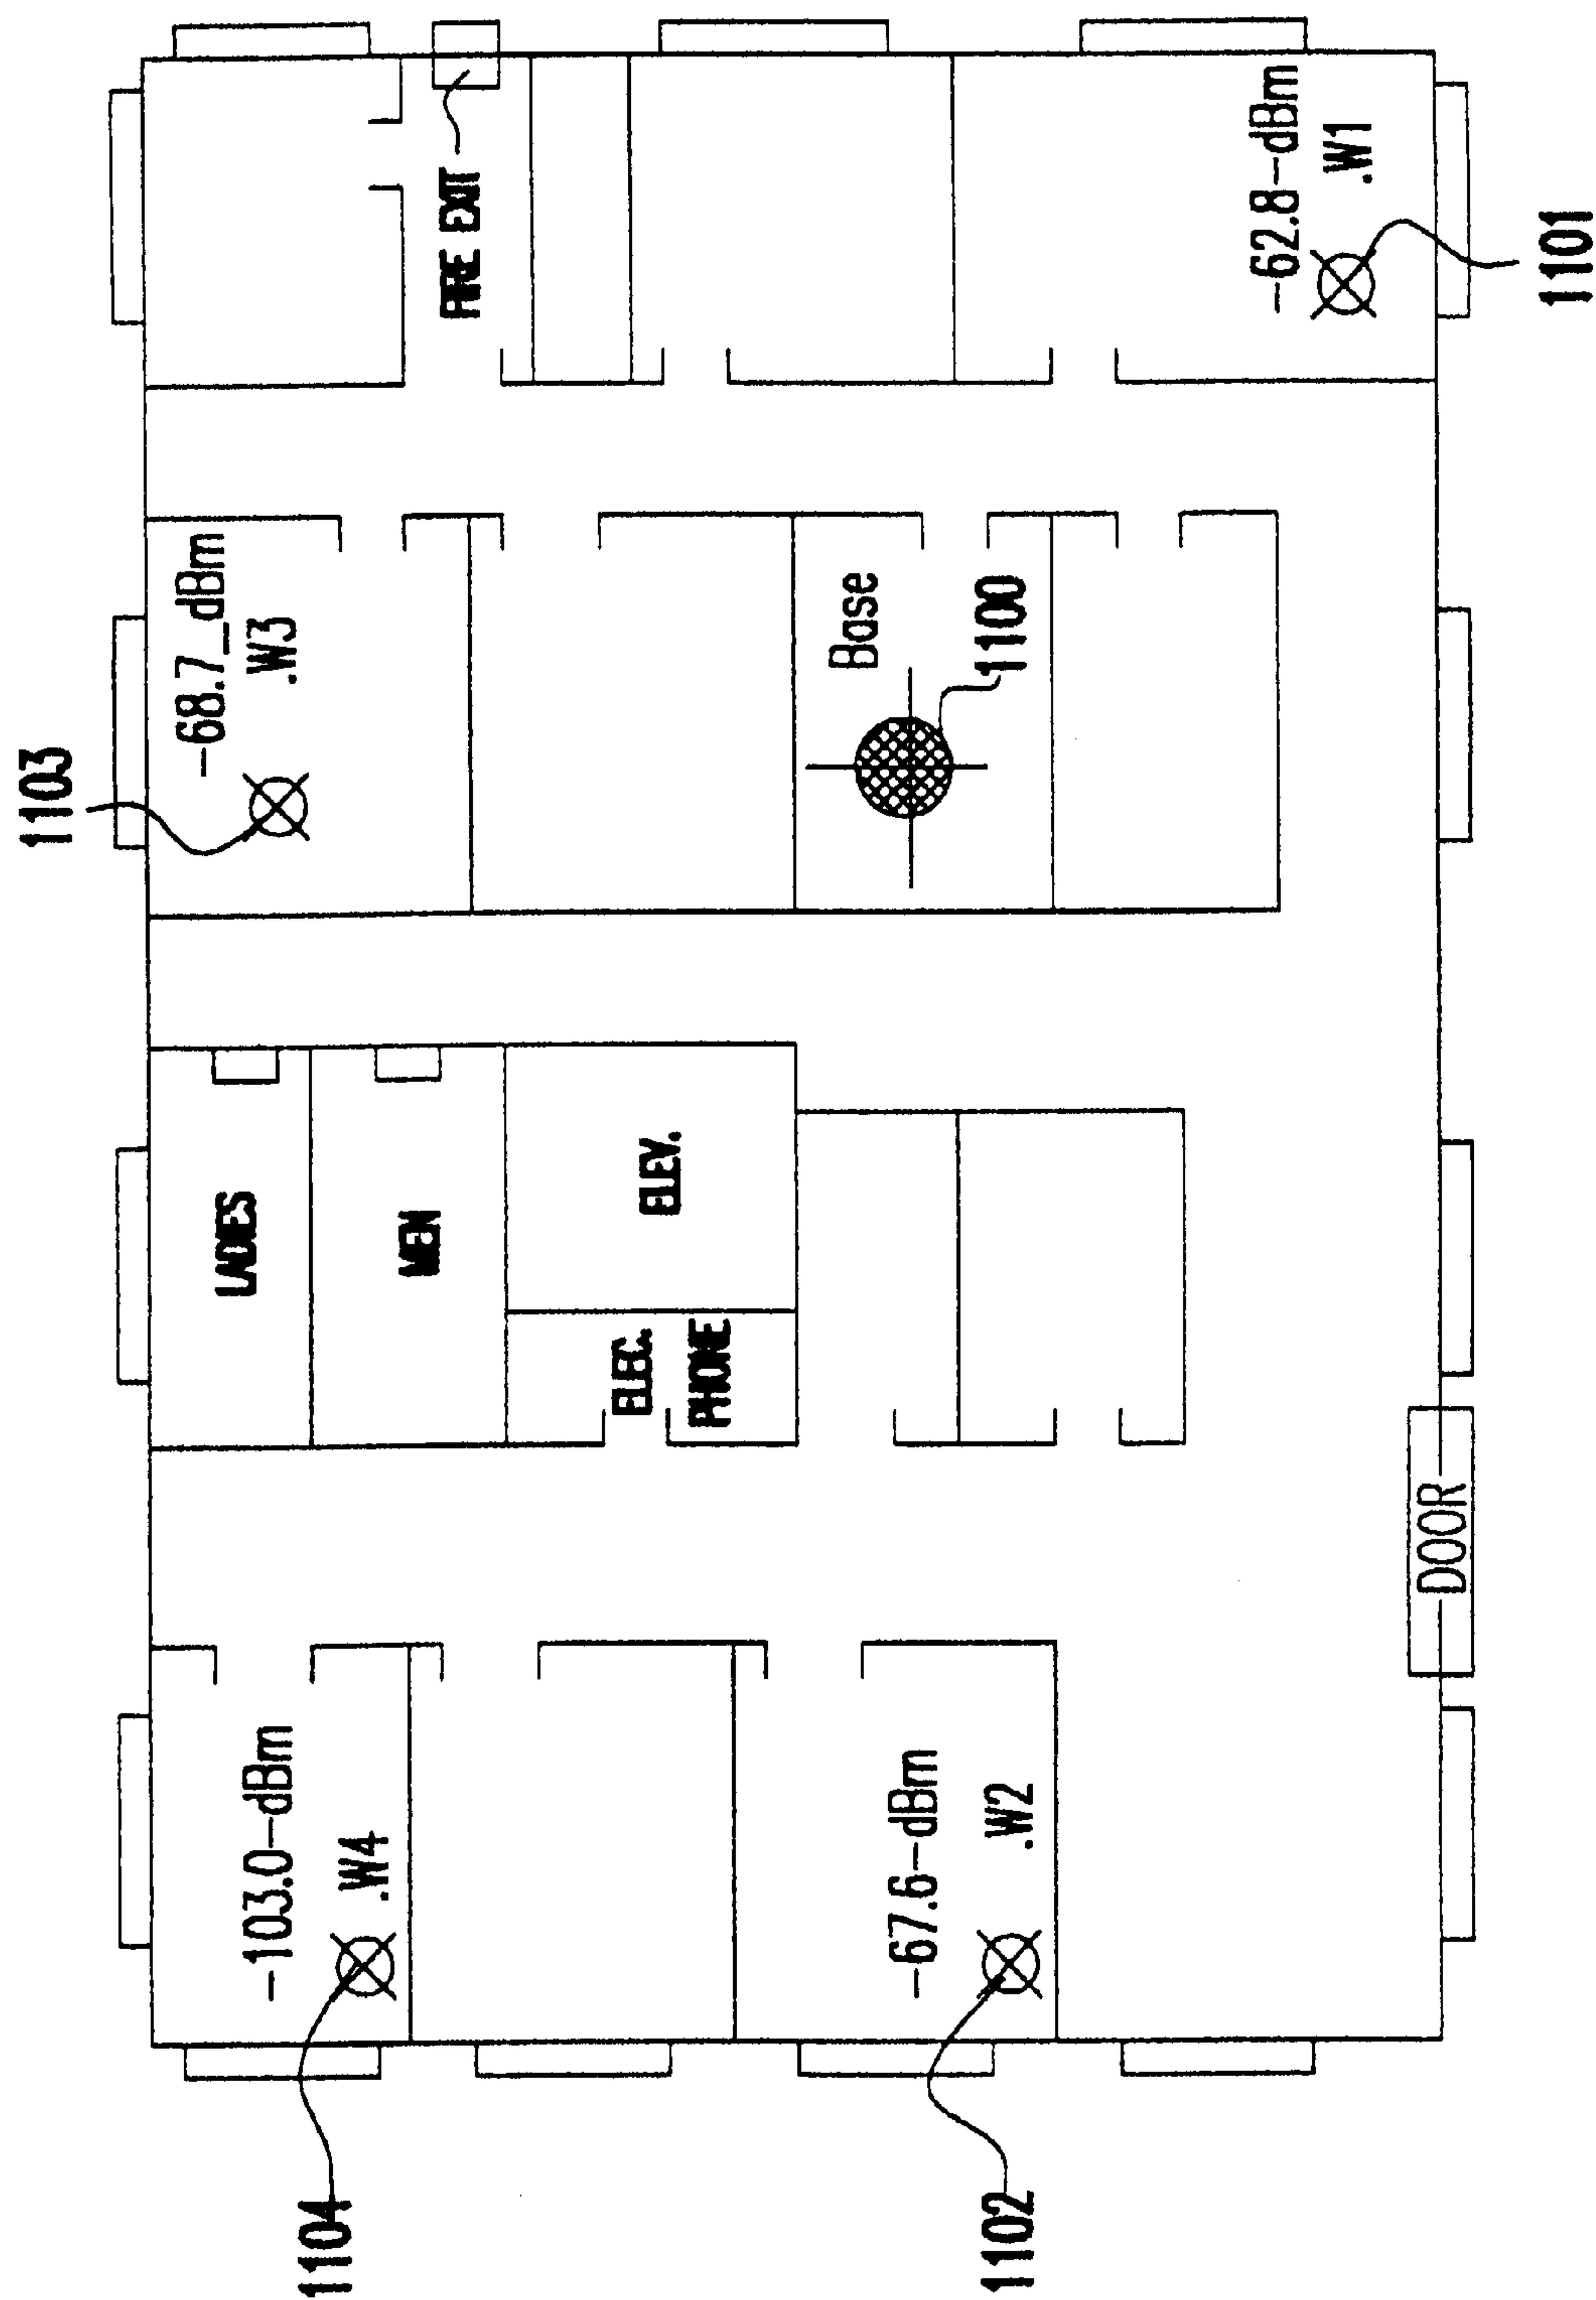 1103
-68.7_dBm
.W3
FIRE EXIT
Base
1100
-62.8-dBm
.W1
1101
LADIES
MEN
ELEV.
ELEC.
PHONE
DOOR
-103.0-dBm
.W4
1104
-67.6-dBm
.W2
1102